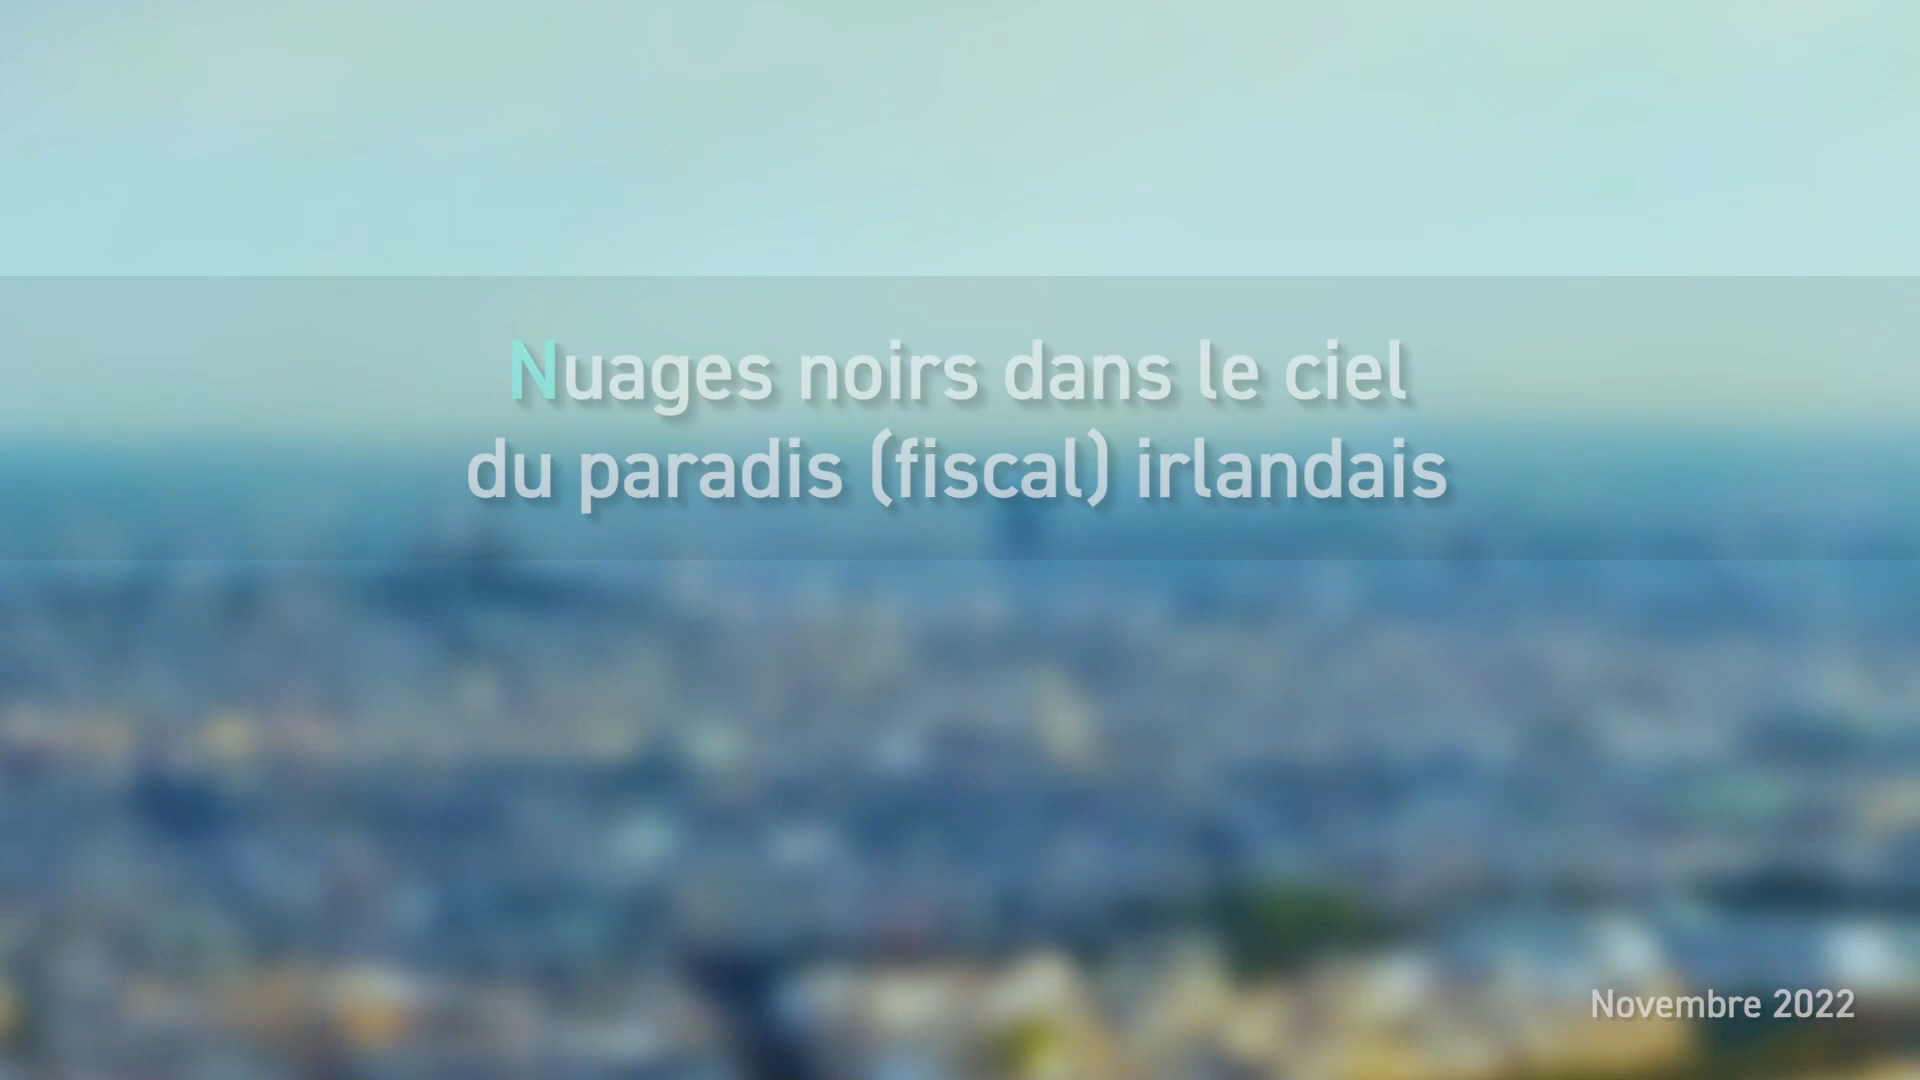 Nuages noirs dans le ciel
du paradis (fiscal) irlandais
Novembre 2022